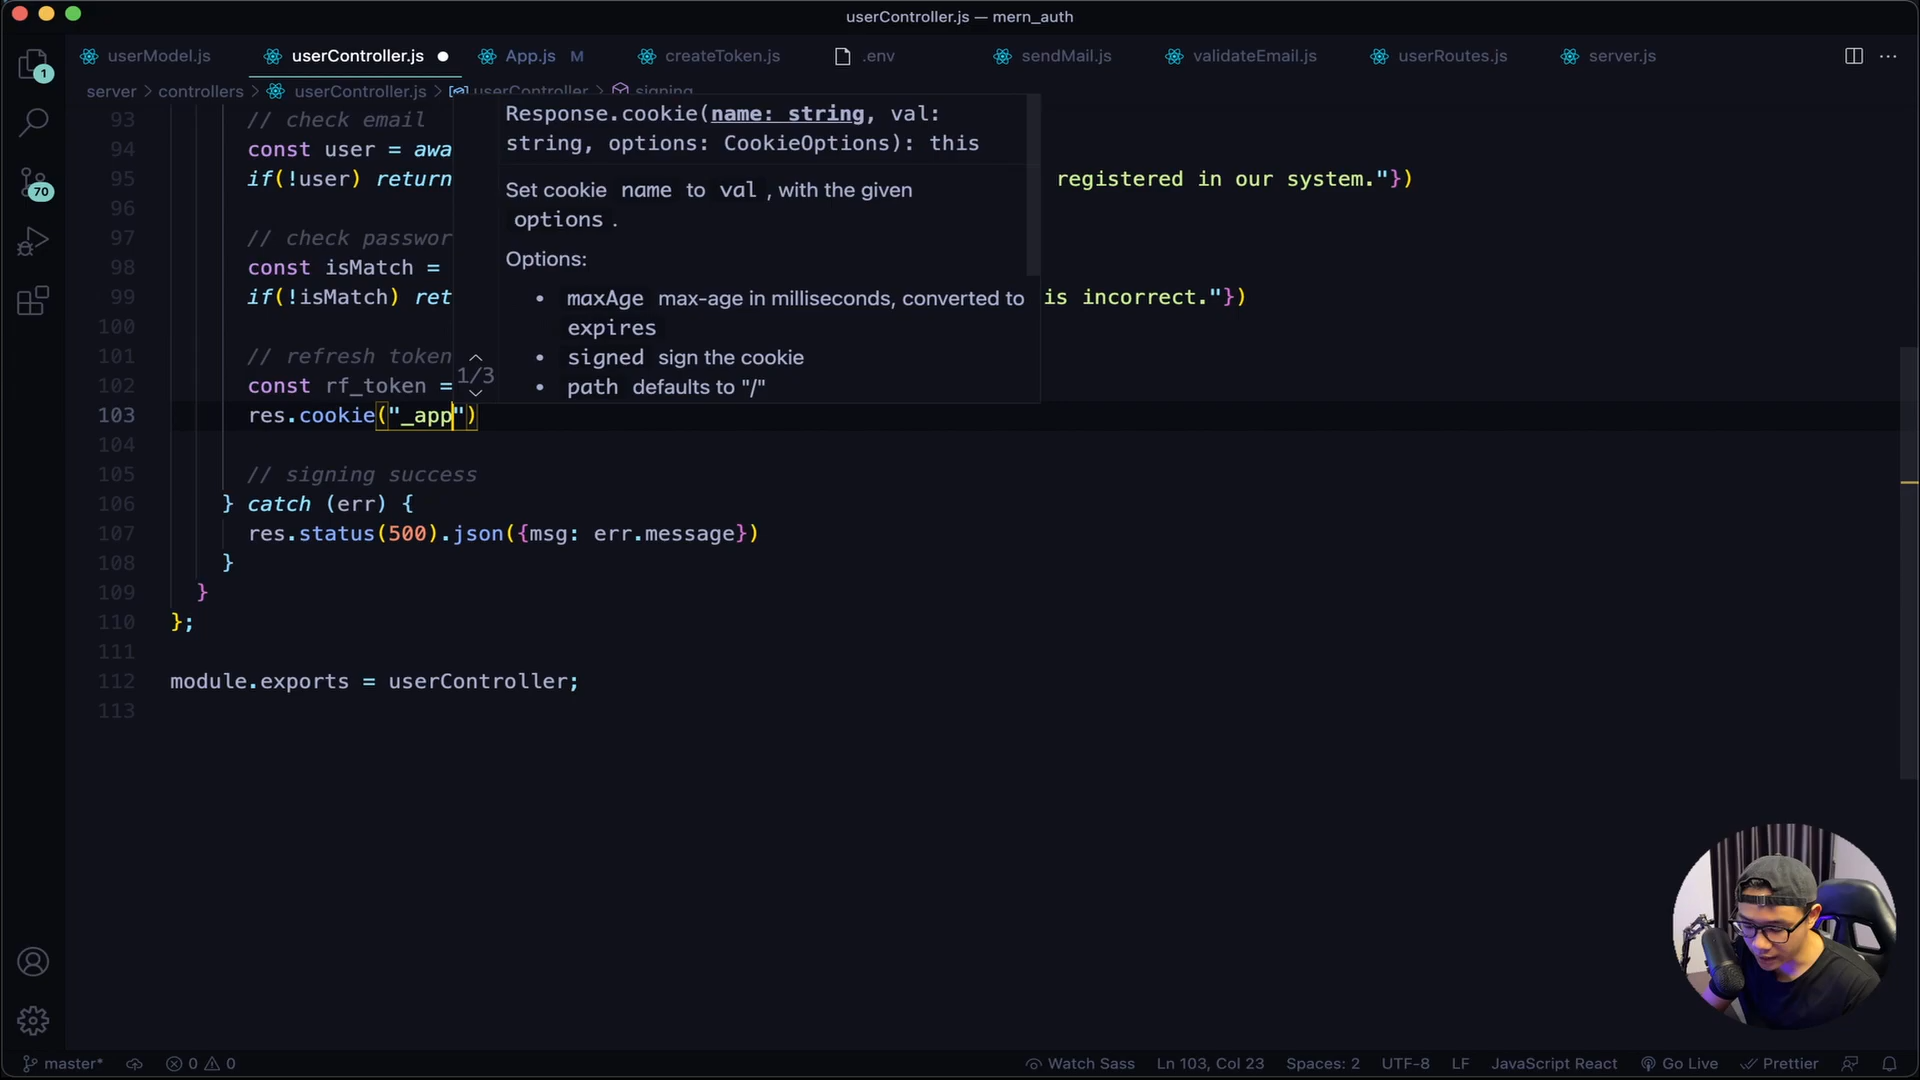 userController.js — mern_auth
1
userModel.js
userController.js
App.js M
createToken.js
.env
sendMail.js
validateEmail.js
userRoutes.js
server.js
server > controllers > userController.js > userController > signing
Response.cookie(name: string, val:
string, options: CookieOptions): this
Set cookie name to val , with the given
options .
Options:
• maxAge max-age in milliseconds, converted to
expires
• signed sign the cookie
• path defaults to "/"
1/3
70
93 // check email
94 const user = awa
95 if(!user) return registered in our system."})
96
97 // check passwor
98 const isMatch =
99 if(!isMatch) ret is incorrect."})
100
101 // refresh token
102 const rf_token =
103 res.cookie("_app")
104
105 // signing success
106 } catch (err) {
107 res.status(500).json({msg: err.message})
108 }
109 }
110 };
111
112 module.exports = userController;
113
master* 0 0 Watch Sass Ln 103, Col 23 Spaces: 2 UTF-8 LF JavaScript React Go Live Prettier